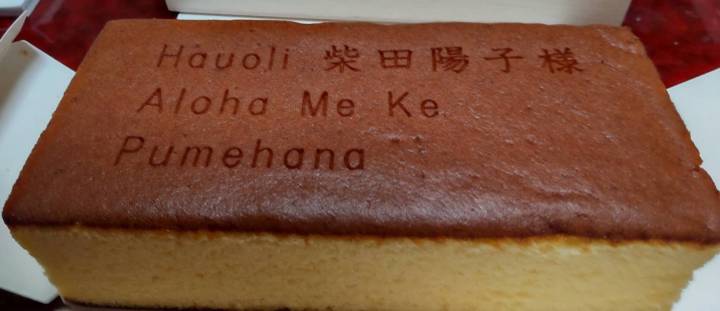 Hauoli 柴田陽子様
Aloha Me Ke
Pumehana